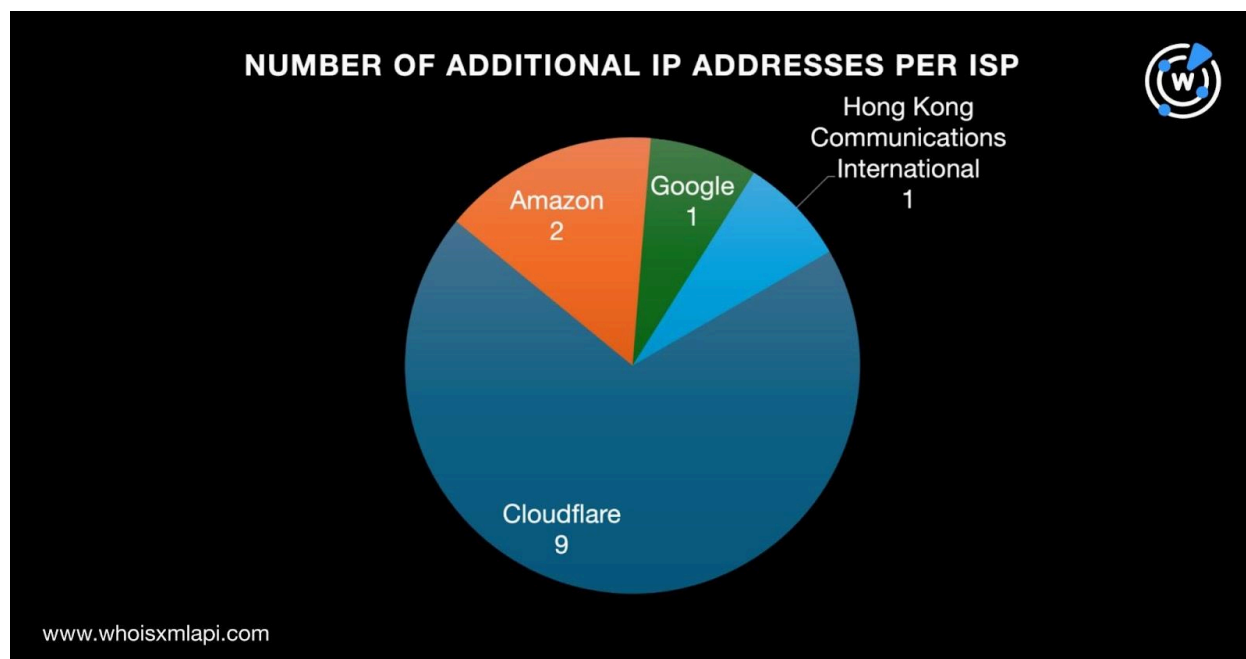 NUMBER OF ADDITIONAL IP ADDRESSES PER ISP
W
Hong Kong
Communications
International
1
Google
1
Amazon
2
Cloudflare
9
www.whoisxmlapi.com